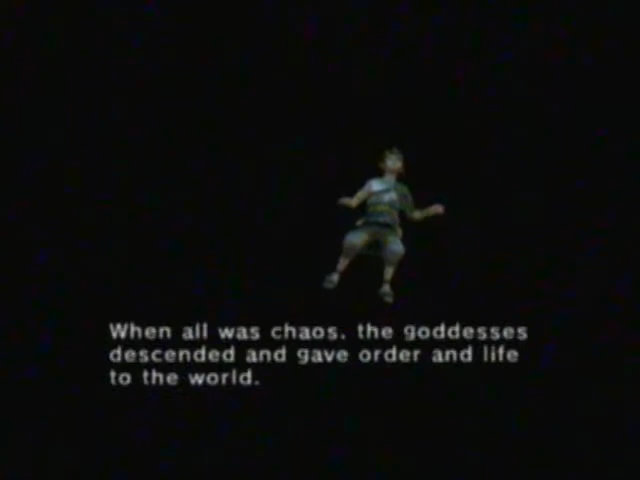 When all was chaos, the goddesses
descended and gave order and life
to the world.